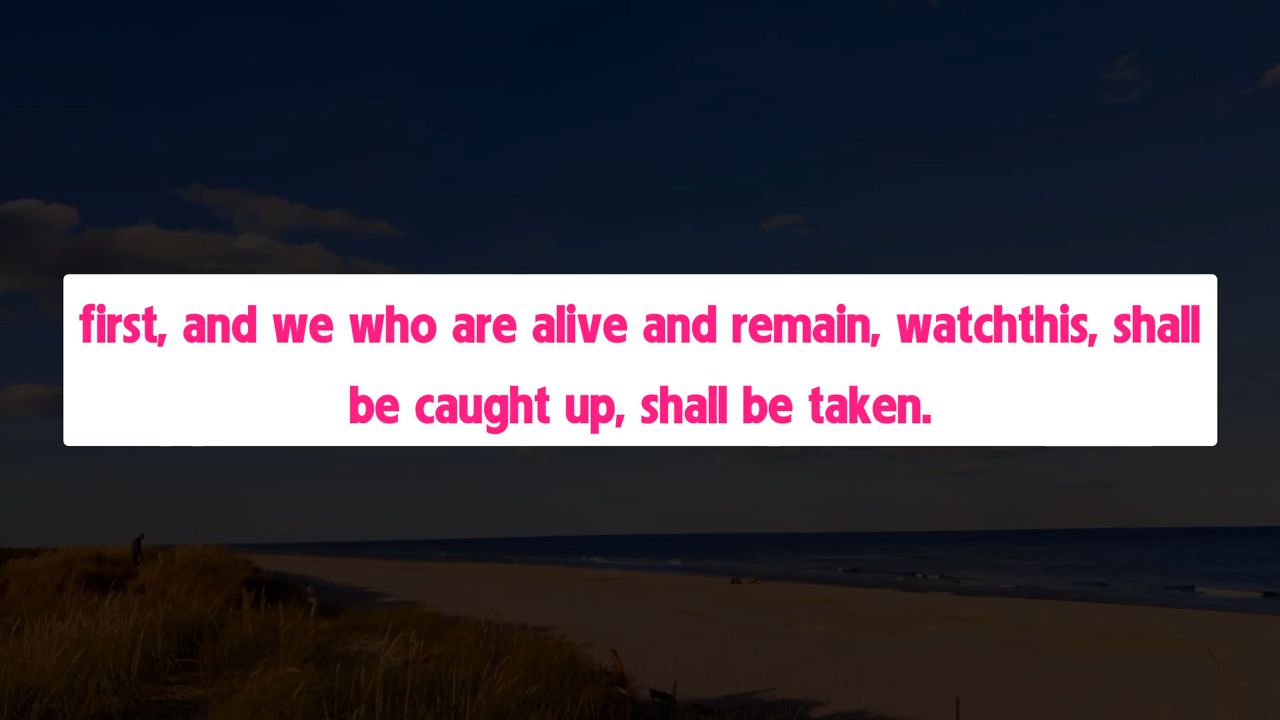 first, and we who are alive and remain, watchthis, shall
be caught up, shall be taken.